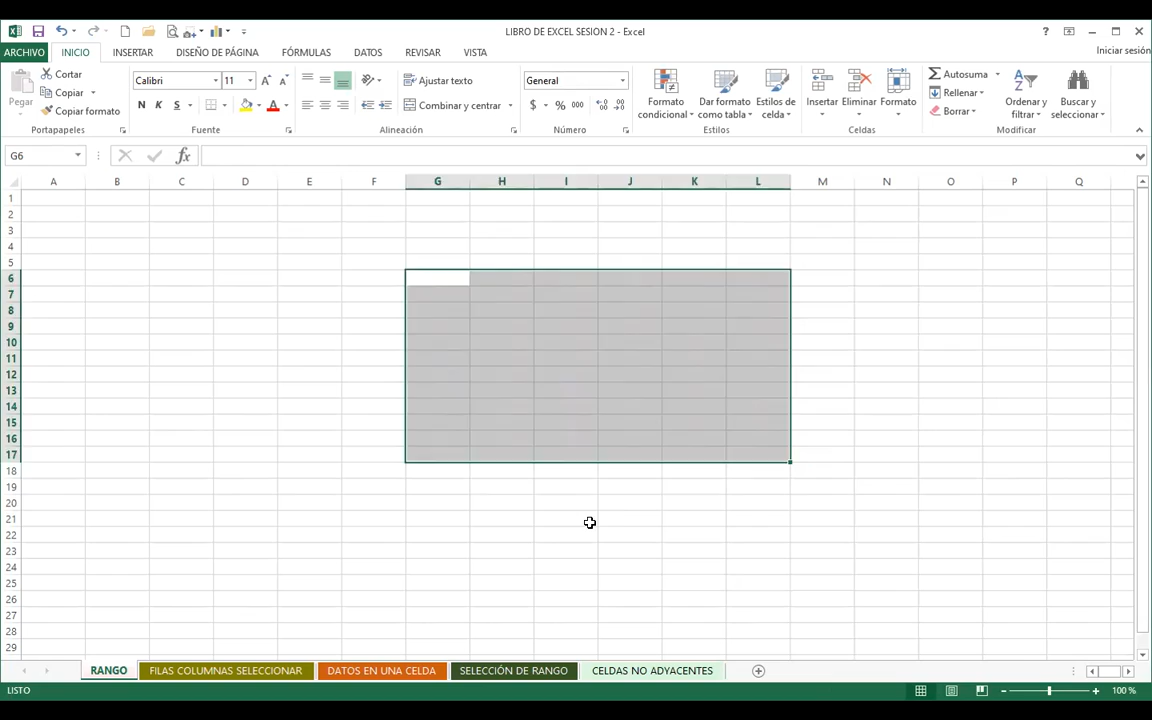 LIBRO DE EXCEL SESION 2 - Excel
ARCHIVO INICIO INSERTAR DISEÑO DE PÁGINA FÓRMULAS DATOS REVISAR VISTA Iniciar sesión
Pegar
Cortar
Copiar
Copiar formato
Portapapeles
Calibri 11
N K S
Fuente
Ajustar texto
Combinar y centrar
Alineación
General
$ % 000
Número
Formato condicional
Dar formato como tabla
Estilos de celda
Estilos
Insertar
Eliminar
Formato
Celdas
Autosuma
Rellenar
Borrar
Ordenar y filtrar
Buscar y seleccionar
Modificar
G6 fx
A B C D E F G H I J K L M N O P Q
1
2
3
4
5
6
7
8
9
10
11
12
13
14
15
16
17
18
19
20
21
22
23
24
25
26
27
28
29
RANGO FILAS COLUMNAS SELECCIONAR DATOS EN UNA CELDA SELECCIÓN DE RANGO CELDAS NO ADYACENTES
LISTO 100 %